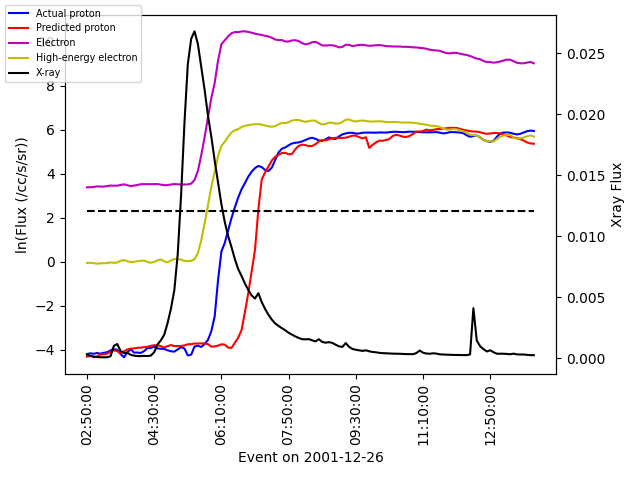 Actual proton
Predicted proton
Electron
High-energy electron
X-ray
8
6
4
2
0
−2
−4
ln(Flux (/cc/s/sr))
0.025
0.020
0.015
0.010
0.005
0.000
Xray Flux
02:50:00
04:30:00
06:10:00
07:50:00
09:30:00
11:10:00
12:50:00
Event on 2001-12-26